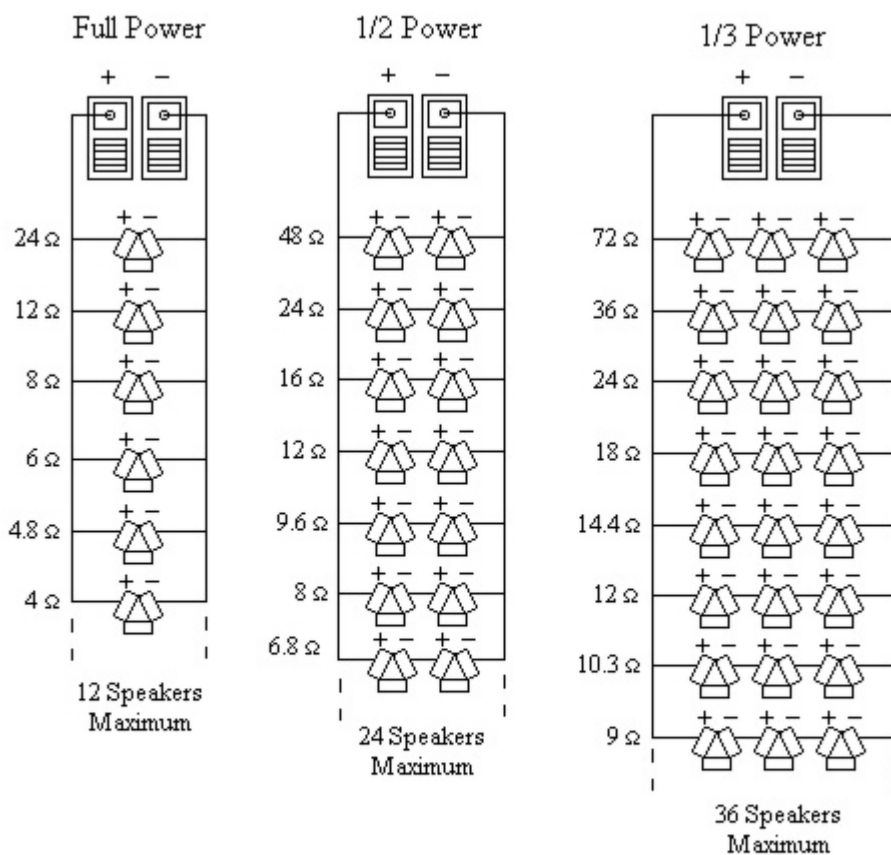 Full Power
+ −
+ −
24 Ω
+ −
12 Ω
+ −
8 Ω
+ −
6 Ω
+ −
4.8 Ω
+ −
4 Ω
12 Speakers
Maximum
1/2 Power
+ −
+ − + −
48 Ω
+ − + −
24 Ω
+ − + −
16 Ω
+ − + −
12 Ω
+ − + −
9.6 Ω
+ − + −
8 Ω
+ − + −
6.8 Ω
24 Speakers
Maximum
1/3 Power
+ −
+ − + − + −
72 Ω
+ − + − + −
36 Ω
+ − + − + −
24 Ω
+ − + − + −
18 Ω
+ − + − + −
14.4 Ω
+ − + − + −
12 Ω
+ − + − + −
10.3 Ω
+ − + − + −
9 Ω
36 Speakers
Maximum